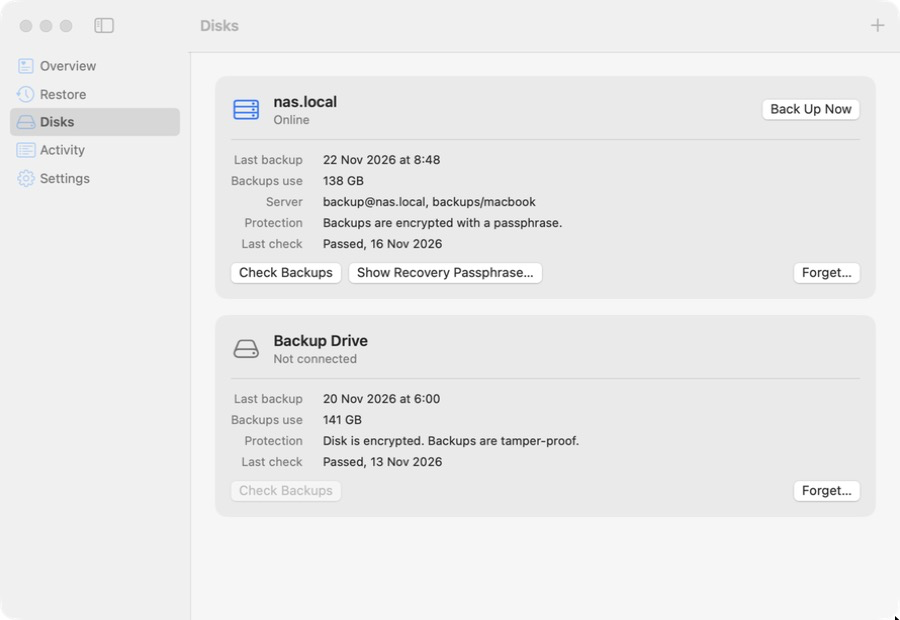 Disks
Overview
Restore
Disks
Activity
Settings
nas.local
Online
Back Up Now
Last backup 22 Nov 2026 at 8:48
Backups use 138 GB
Server backup@nas.local, backups/macbook
Protection Backups are encrypted with a passphrase.
Last check Passed, 16 Nov 2026
Check Backups Show Recovery Passphrase... Forget...
Backup Drive
Not connected
Last backup 20 Nov 2026 at 6:00
Backups use 141 GB
Protection Disk is encrypted. Backups are tamper-proof.
Last check Passed, 13 Nov 2026
Check Backups Forget...